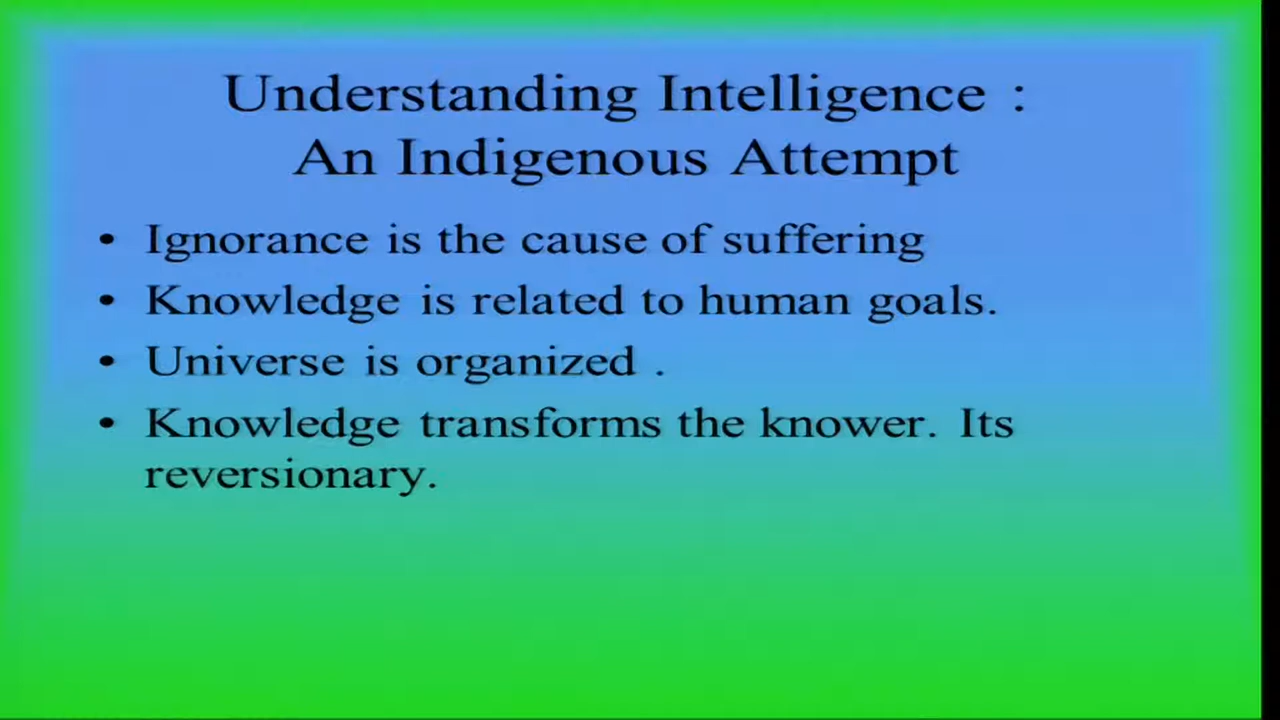 Understanding Intelligence :
An Indigenous Attempt
• Ignorance is the cause of suffering
• Knowledge is related to human goals.
• Universe is organized .
• Knowledge transforms the knower. Its
reversionary.